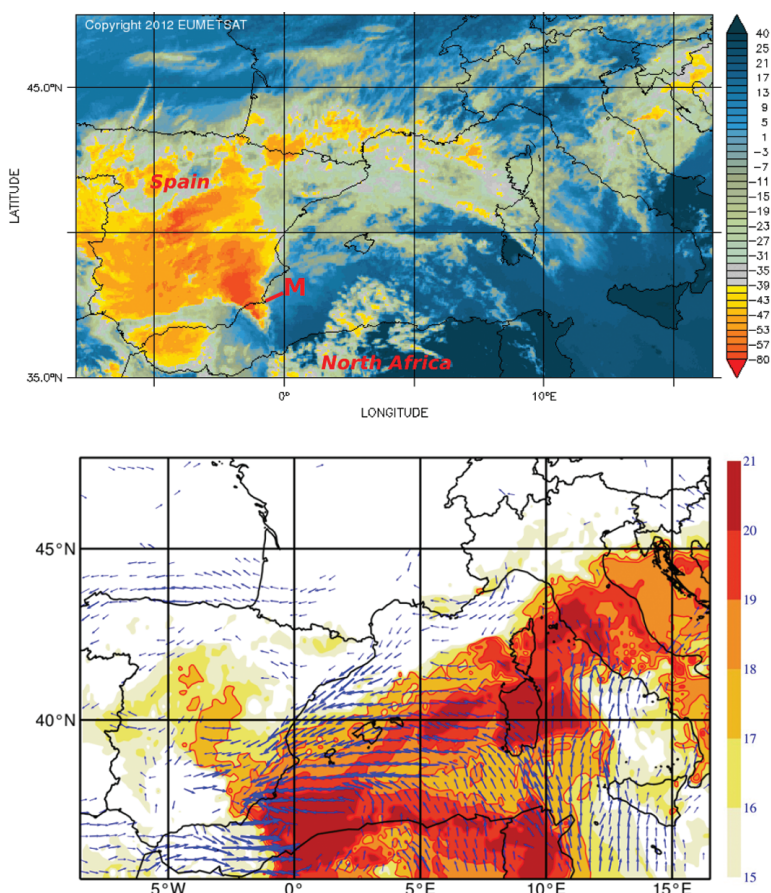 Copyright 2012 EUMETSAT
45.0°N
35.0°N
LATITUDE
0°
10°E
LONGITUDE
Spain
M
North Africa
40
25
21
17
13
9
5
1
-3
-7
-11
-15
-19
-23
-27
-31
-35
-39
-43
-47
-53
-57
-80
45°N
40°N
5°W
0°
5°E
10°E
15°E
21
20
19
18
17
16
15